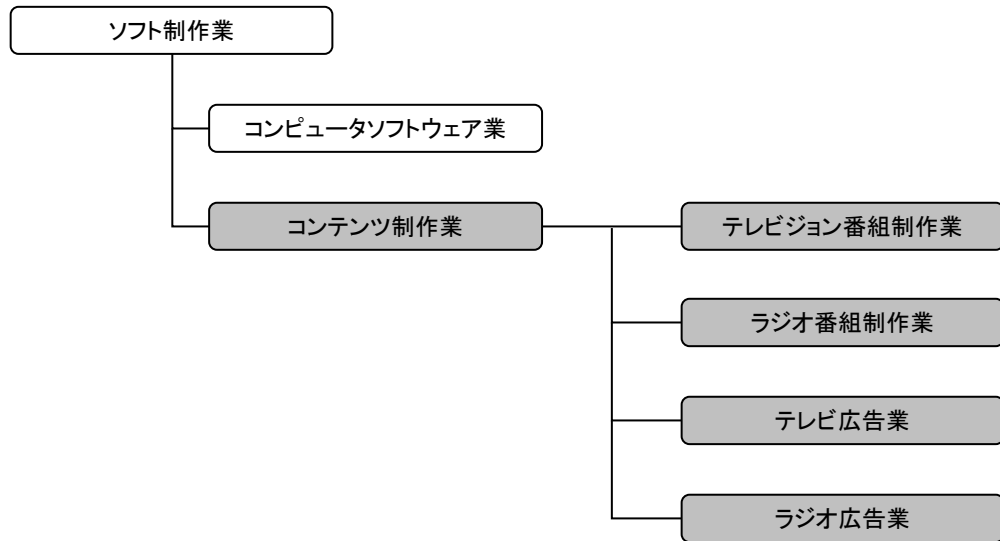 ソフト制作業
コンピュータソフトウェア業
コンテンツ制作業
テレビジョン番組制作業
ラジオ番組制作業
テレビ広告業
ラジオ広告業